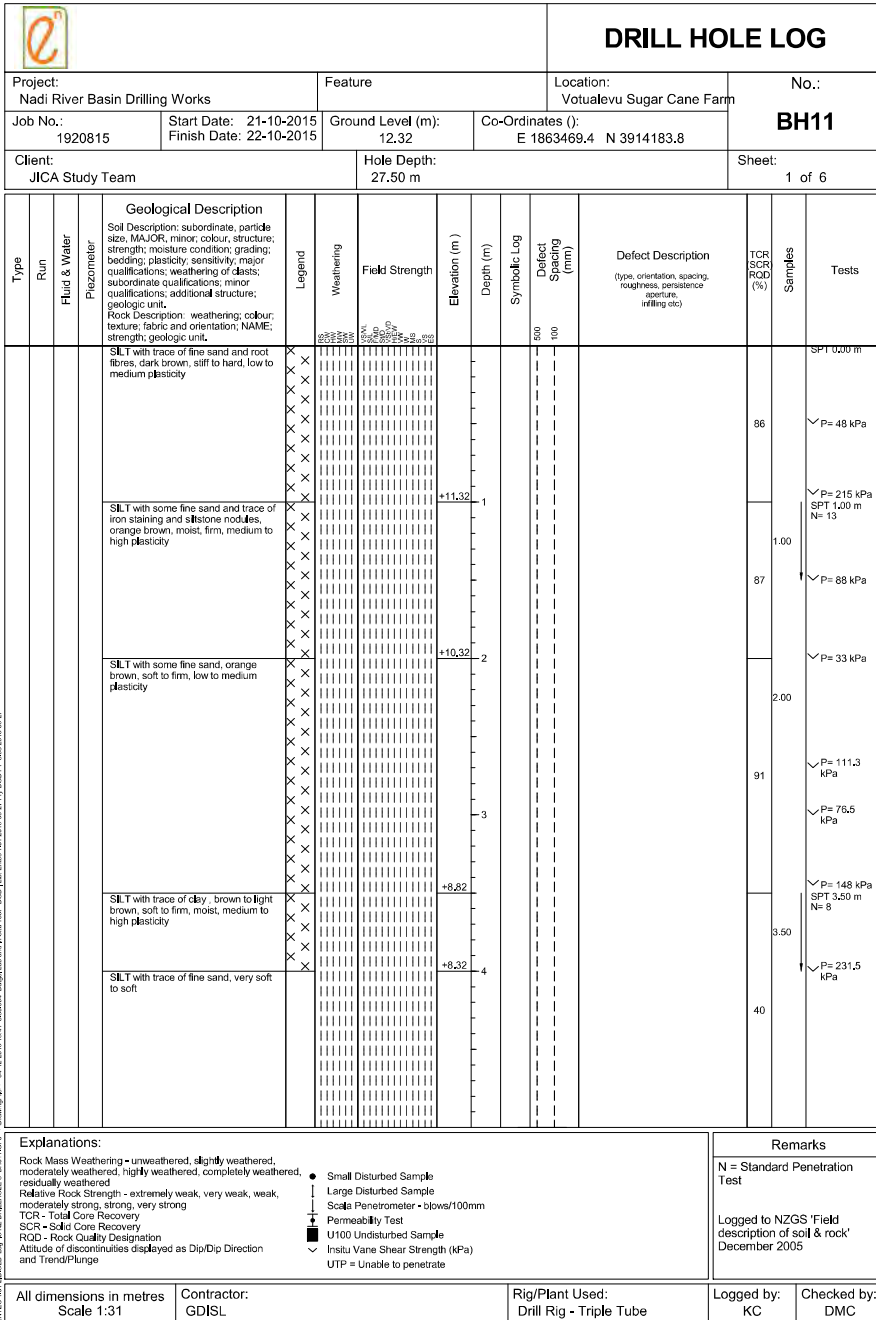 DRILL HOLE LOG
Project:
Nadi River Basin Drilling Works
Feature
Location:
Votualevu Sugar Cane Farm
No.:
BH11
Job No.:
1920815
Start Date: 21-10-2015
Finish Date: 22-10-2015
Ground Level (m):
12.32
Co-Ordinates ():
E 1863469.4 N 3914183.8
Client:
JICA Study Team
Hole Depth:
27.50 m
Sheet:
1 of 6
Type
Run
Fluid & Water
Piezometer
Geological Description
Soil Description: subordinate, particle
size, MAJOR, minor; colour, structure;
strength; moisture condition; grading;
bedding; plasticity; sensitivity; major
qualifications; weathering of clasts;
subordinate qualifications; minor
qualifications; additional structure;
geologic unit.
Rock Description: weathering; colour;
texture; fabric and orientation; NAME;
strength; geologic unit.
Legend
Weathering
Field Strength
Elevation (m)
Depth (m)
Symbolic Log
Defect
Spacing
(mm)
500
100
Defect Description
(type, orientation, spacing,
roughness, persistence
aperture,
infilling etc)
TCR
(SCR)
RQD
(%)
Samples
Tests
SILT with trace of fine sand and root
fibres, dark brown, stiff to hard, low to
medium plasticity
SPT 0.00 m
86
P= 48 kPa
+11.32
1
P= 215 kPa
SPT 1.00 m
N= 13
SILT with some fine sand and trace of
iron staining and siltstone nodules,
orange brown, moist, firm, medium to
high plasticity
1.00
87
P= 88 kPa
+10.32
2
P= 33 kPa
SILT with some fine sand, orange
brown, soft to firm, low to medium
plasticity
2.00
91
P= 111.3
kPa
3
P= 76.5
kPa
+8.82
P= 148 kPa
SPT 3.50 m
N= 8
SILT with trace of clay , brown to light
brown, soft to firm, moist, medium to
high plasticity
3.50
+8.32
4
P= 231.5
kPa
SILT with trace of fine sand, very soft
to soft
40
Explanations:
Rock Mass Weathering - unweathered, slightly weathered,
moderately weathered, highly weathered, completely weathered,
residually weathered
Relative Rock Strength - extremely weak, very weak, weak,
moderately strong, strong, very strong
TCR - Total Core Recovery
SCR - Solid Core Recovery
RQD - Rock Quality Designation
Attitude of discontinuities displayed as Dip/Dip Direction
and Trend/Plunge
Small Disturbed Sample
Large Disturbed Sample
Scala Penetrometer - blows/100mm
Permeability Test
U100 Undisturbed Sample
Insitu Vane Shear Strength (kPa)
UTP = Unable to penetrate
Remarks
N = Standard Penetration
Test
Logged to NZGS 'Field
description of soil & rock'
December 2005
All dimensions in metres
Scale 1:31
Contractor:
GDISL
Rig/Plant Used:
Drill Rig - Triple Tube
Logged by:
KC
Checked by:
DMC